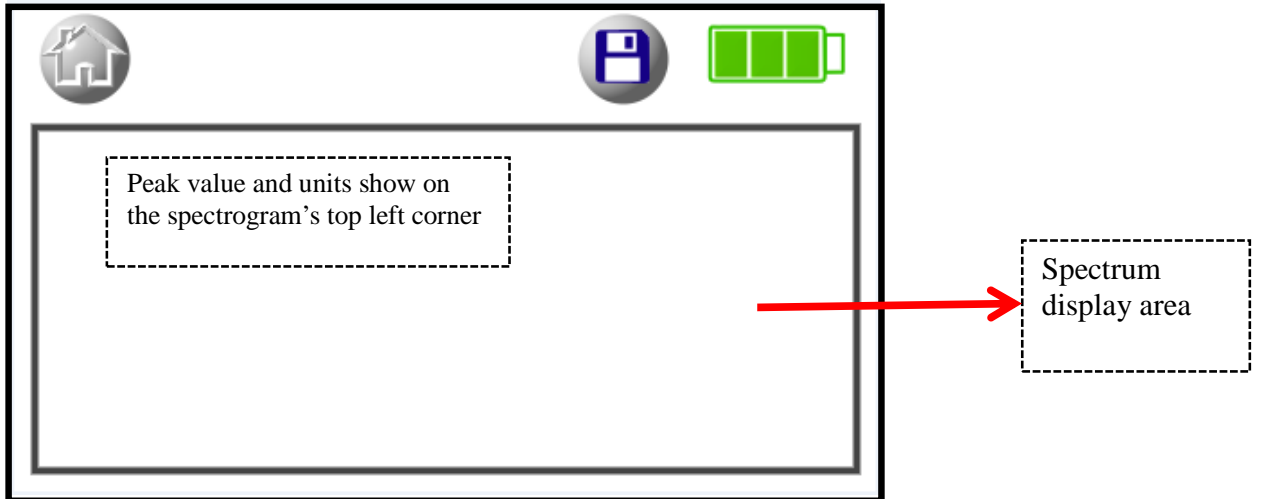 Peak value and units show on
the spectrogram’s top left corner
Spectrum
display area